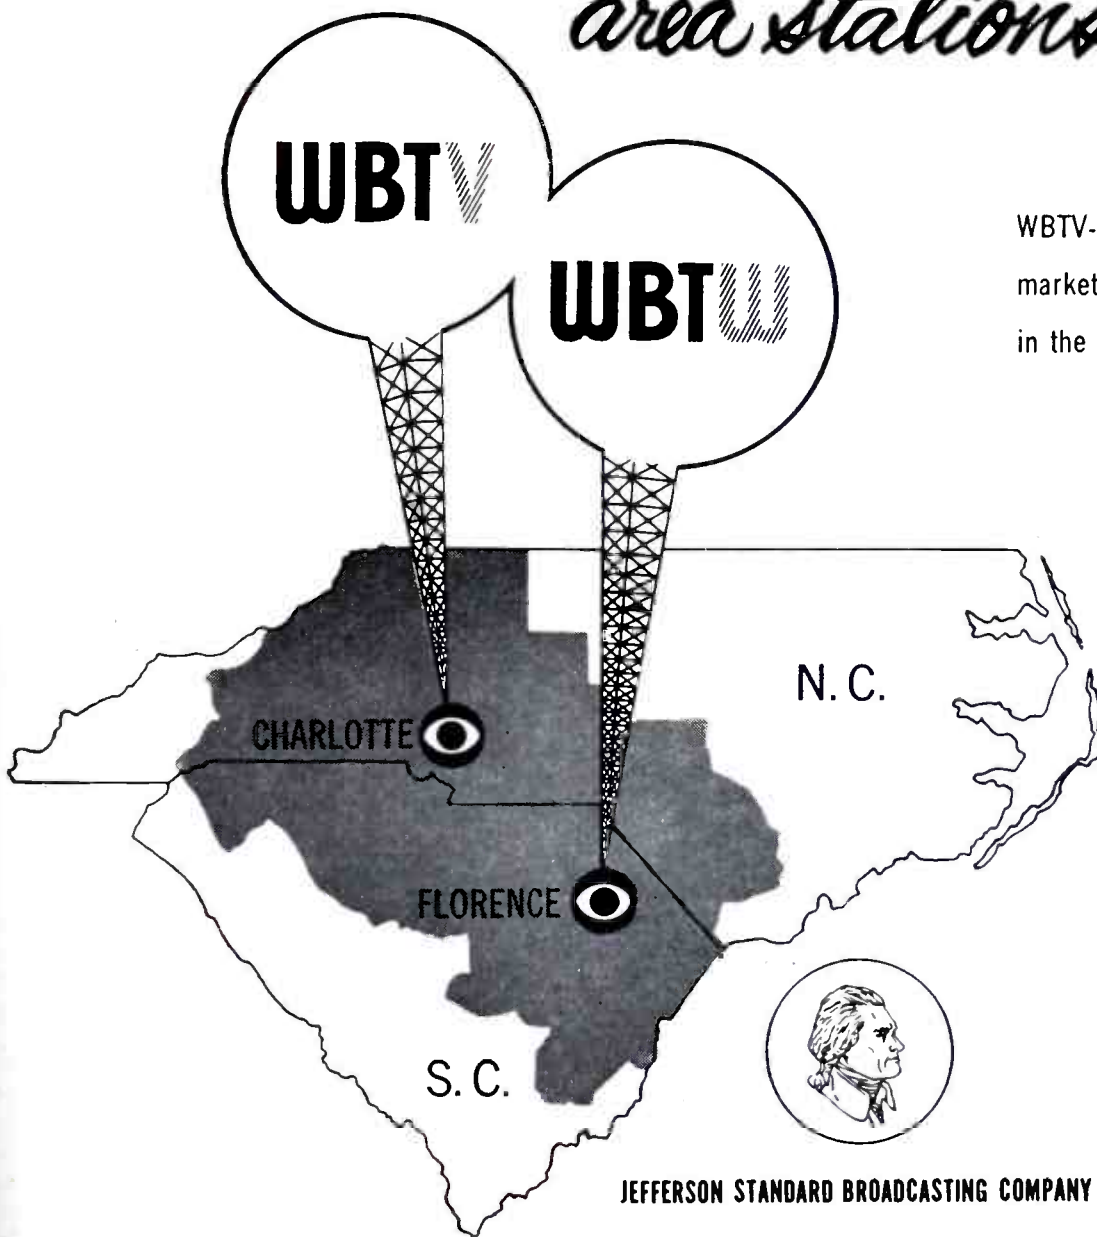 area stations
WBTV
WBTW
WBTV-
market
in the
N. C.
CHARLOTTE
FLORENCE
S. C.
JEFFERSON STANDARD BROADCASTING COMPANY